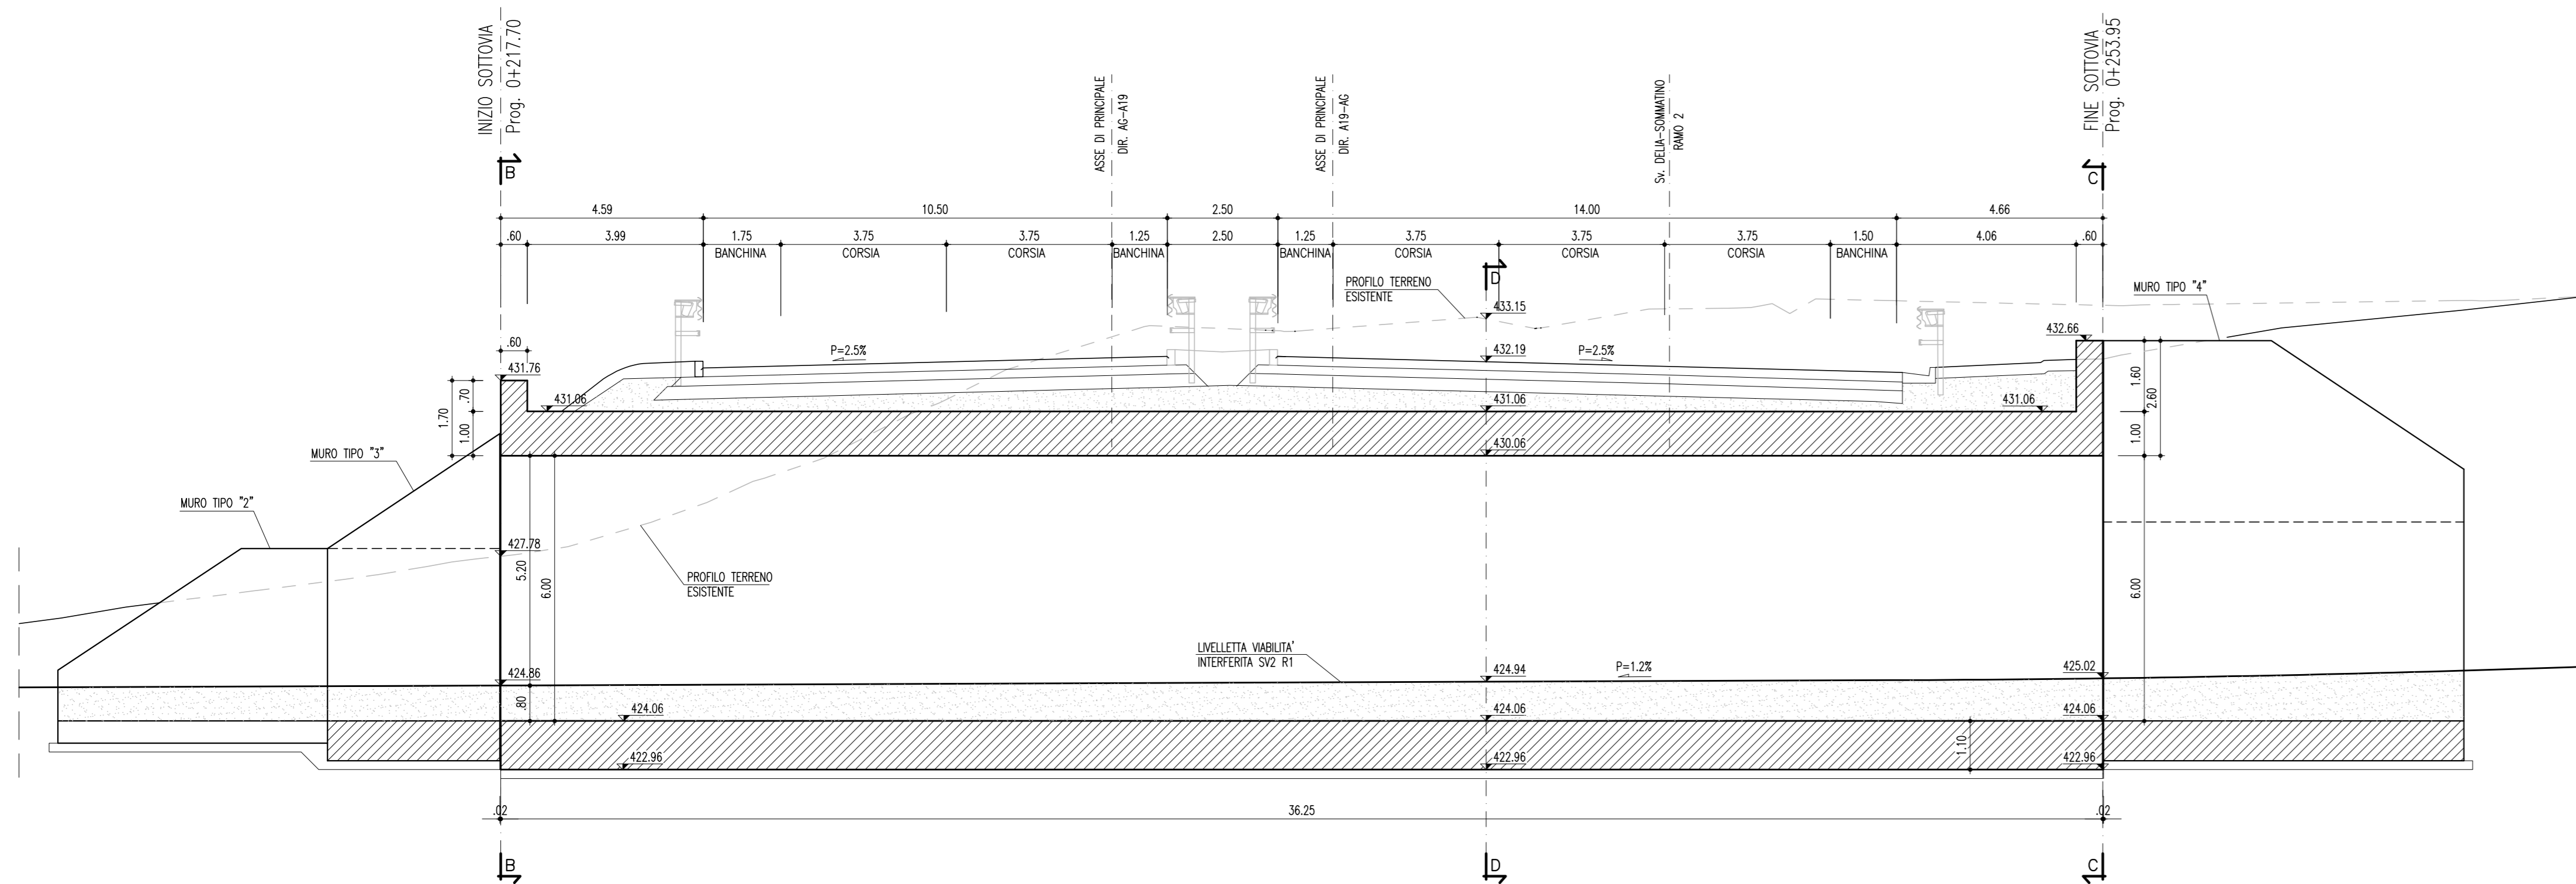 INIZIO SOTTOVIA
Prog. 0+217.70
ASSE DI PRINCIPALE
DIR. AG-A19
ASSE DI PRINCIPALE
DIR. A19-AG
Sv. DELIA-SOMMATINO
RAMO 2
FINE SOTTOVIA
Prog. 0+253.95
B
C
4.59
10.50
2.50
14.00
4.66
.60
3.99
1.75
3.75
3.75
1.25
2.50
1.25
3.75
3.75
3.75
1.50
4.06
.60
BANCHINA
CORSIA
CORSIA
BANCHINA
BANCHINA
CORSIA
CORSIA
CORSIA
BANCHINA
D
PROFILO TERRENO
ESISTENTE
433.15
MURO TIPO "4"
432.66
.60
P=2.5%
432.19
P=2.5%
431.76
1.70
.70
1.00
431.06
431.06
431.06
1.60
2.60
1.00
430.06
MURO TIPO "3"
MURO TIPO "2"
427.78
5.20
6.00
PROFILO TERRENO
ESISTENTE
6.00
LIVELLETTA VIABILITA'
INTERFERITA SV2 R1
424.86
424.94
P=1.2%
425.02
.80
424.06
424.06
424.06
1.10
422.96
422.96
422.96
.02
36.25
.02
B
D
C